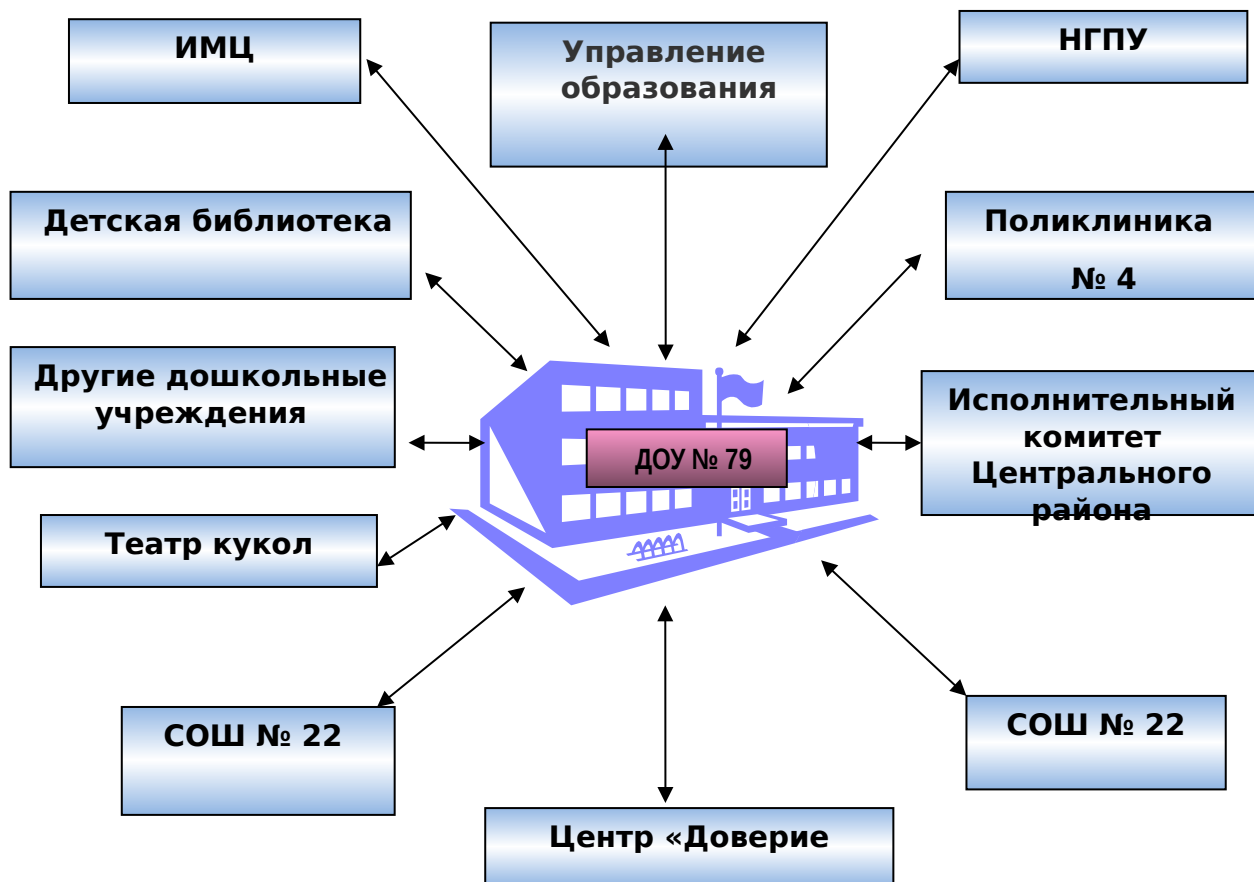 ИМЦ
Управление
образования
НГПУ
Детская библиотека
Поликлиника
№ 4
Другие дошкольные
учреждения
Исполнительный
комитет
Центрального
района
ДОУ № 79
Театр кукол
СОШ № 22
СОШ № 22
Центр «Доверие